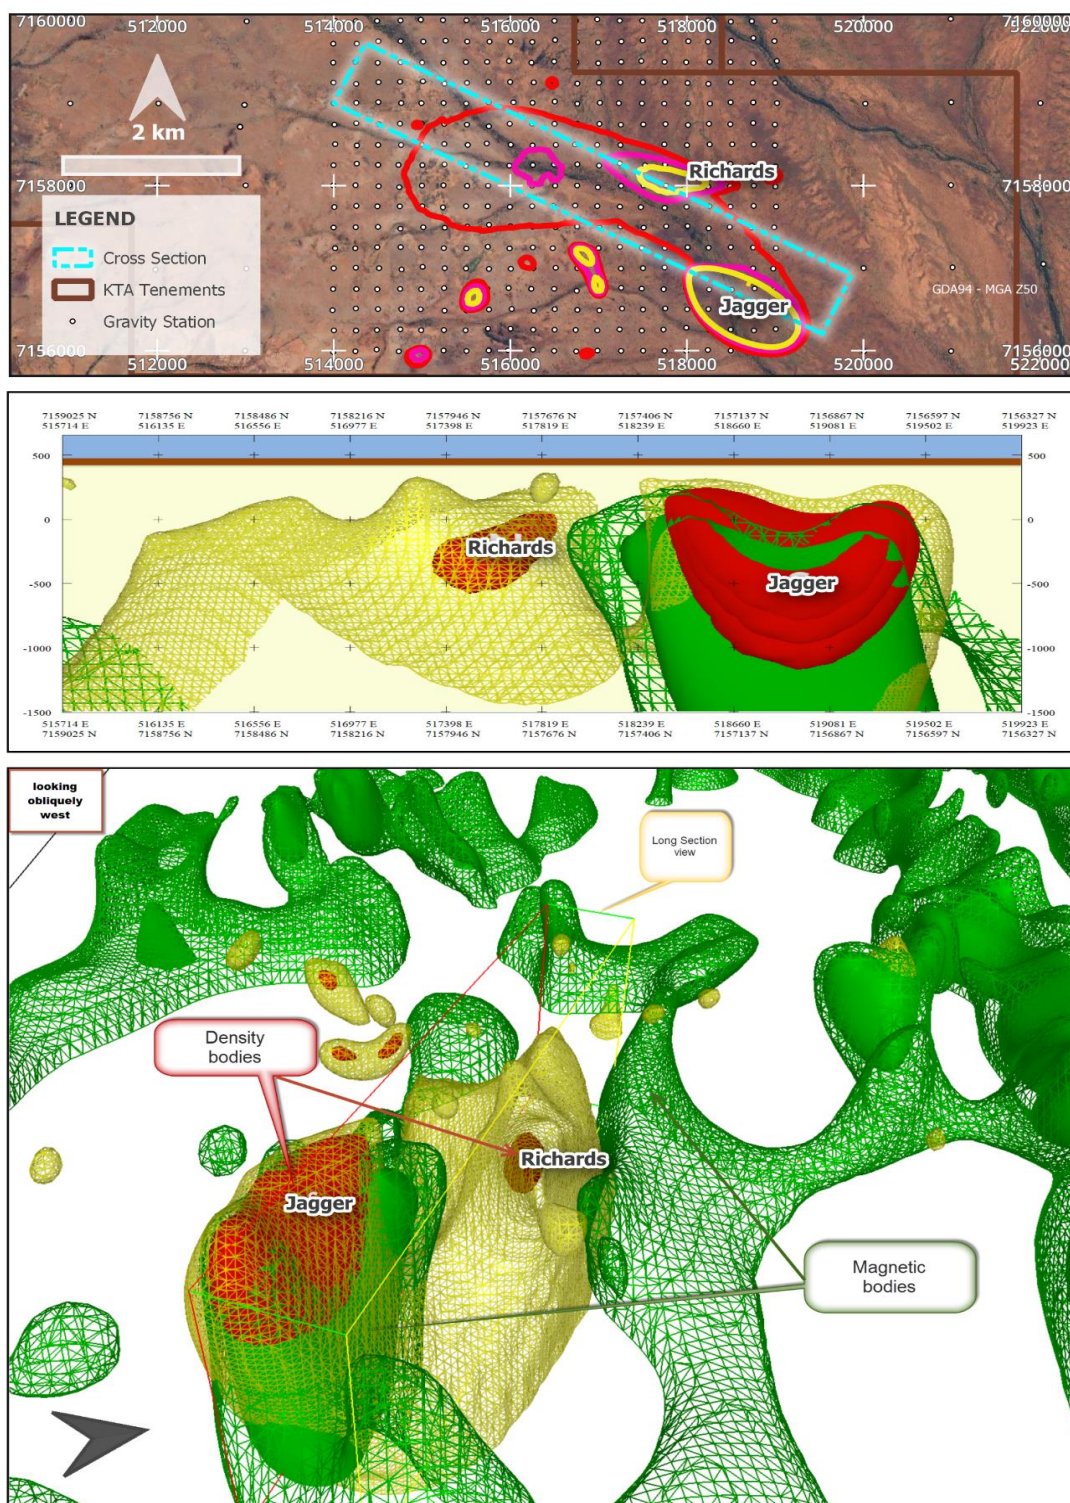 7160000
512000
514000
516000
518000
520000
7160000
522000
2 km
Richards
7158000
7158000
LEGEND
Cross Section
KTA Tenements
Gravity Station
GDA94 - MGA Z50
Jagger
7156000
512000
514000
516000
518000
520000
7156000
522000
7159025 N 7158756 N 7158486 N 7158216 N 7157946 N 7157676 N 7157406 N 7157137 N 7156867 N 7156597 N 7156327 N
515714 E 516135 E 516556 E 516977 E 517398 E 517819 E 518239 E 518660 E 519081 E 519502 E 519923 E
500 500
0 0
Richards
Jagger
-500 -500
-1000 -1000
-1500 -1500
515714 E 516135 E 516556 E 516977 E 517398 E 517819 E 518239 E 518660 E 519081 E 519502 E 519923 E
7159025 N 7158756 N 7158486 N 7158216 N 7157946 N 7157676 N 7157406 N 7157137 N 7156867 N 7156597 N 7156327 N
looking
obliquely
west
Long Section
view
Density
bodies
Richards
Jagger
Magnetic
bodies